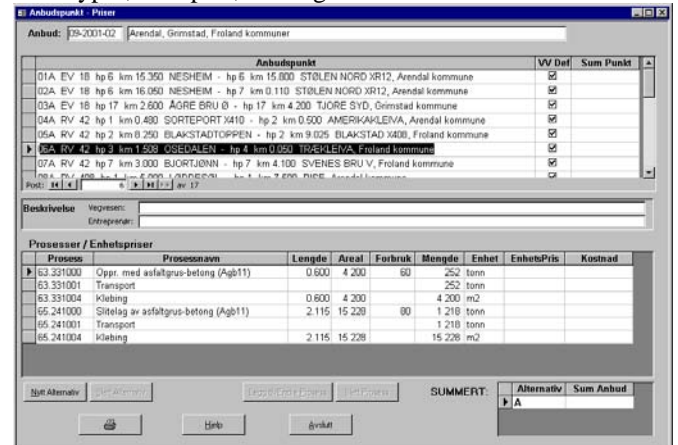 Anbudspunkt - Priser
Anbud: 09-2001-02 Arendal, Grimstad, Froland kommuner
Anbudspunkt VV Def Sum Punkt
01A EV 18 hp 6 km 15.350 NESHEIM - hp 6 km 15.800 STØLEN NORD XR12, Arendal kommune
02A EV 18 hp 6 km 16.050 NESHEIM - hp 7 km 0.110 STØLEN NORD XR12, Arendal kommune
03A EV 18 hp 17 km 2.600 ÅGRE BRU Ø - hp 17 km 4.200 TJORE SYD, Grimstad kommune
04A RV 42 hp 1 km 0.480 SORTEPORT X410 - hp 2 km 0.500 AMERIKAKLEIVA, Arendal kommune
05A RV 42 hp 2 km 8.250 BLAKSTADTOPPEN - hp 2 km 9.025 BLAKSTAD X408, Froland kommune
06A RV 42 hp 3 km 1.508 OSEDALEN - hp 4 km 0.050 TRÆKLEIVA, Froland kommune
07A RV 42 hp 7 km 3.000 BJORTJØNN - hp 7 km 4.100 SVENES BRU V, Froland kommune
Post: 6 av 17
Beskrivelse Vegvesen:
Entreprenør:
Prosesser / Enhetspriser
Prosess Prosessnavn Lengde Areal Forbruk Mengde Enhet EnhetsPris Kostnad
63.331000 Oppr. med asfaltgrus-betong (Agb11) 0.600 4 200 60 252 tonn
63.331001 Transport 252 tonn
63.331004 Klebing 0.600 4 200 4 200 m2
65.241000 Slitelag av asfaltgrus-betong (Agb11) 2.115 15 228 80 1 218 tonn
65.241001 Transport 1 218 tonn
65.241004 Klebing 2.115 15 228 15 228 m2
Nytt Alternativ Slett Alternativ Slett Prosess SUMMERT: Alternativ Sum Anbud
A
Hjelp Avslutt